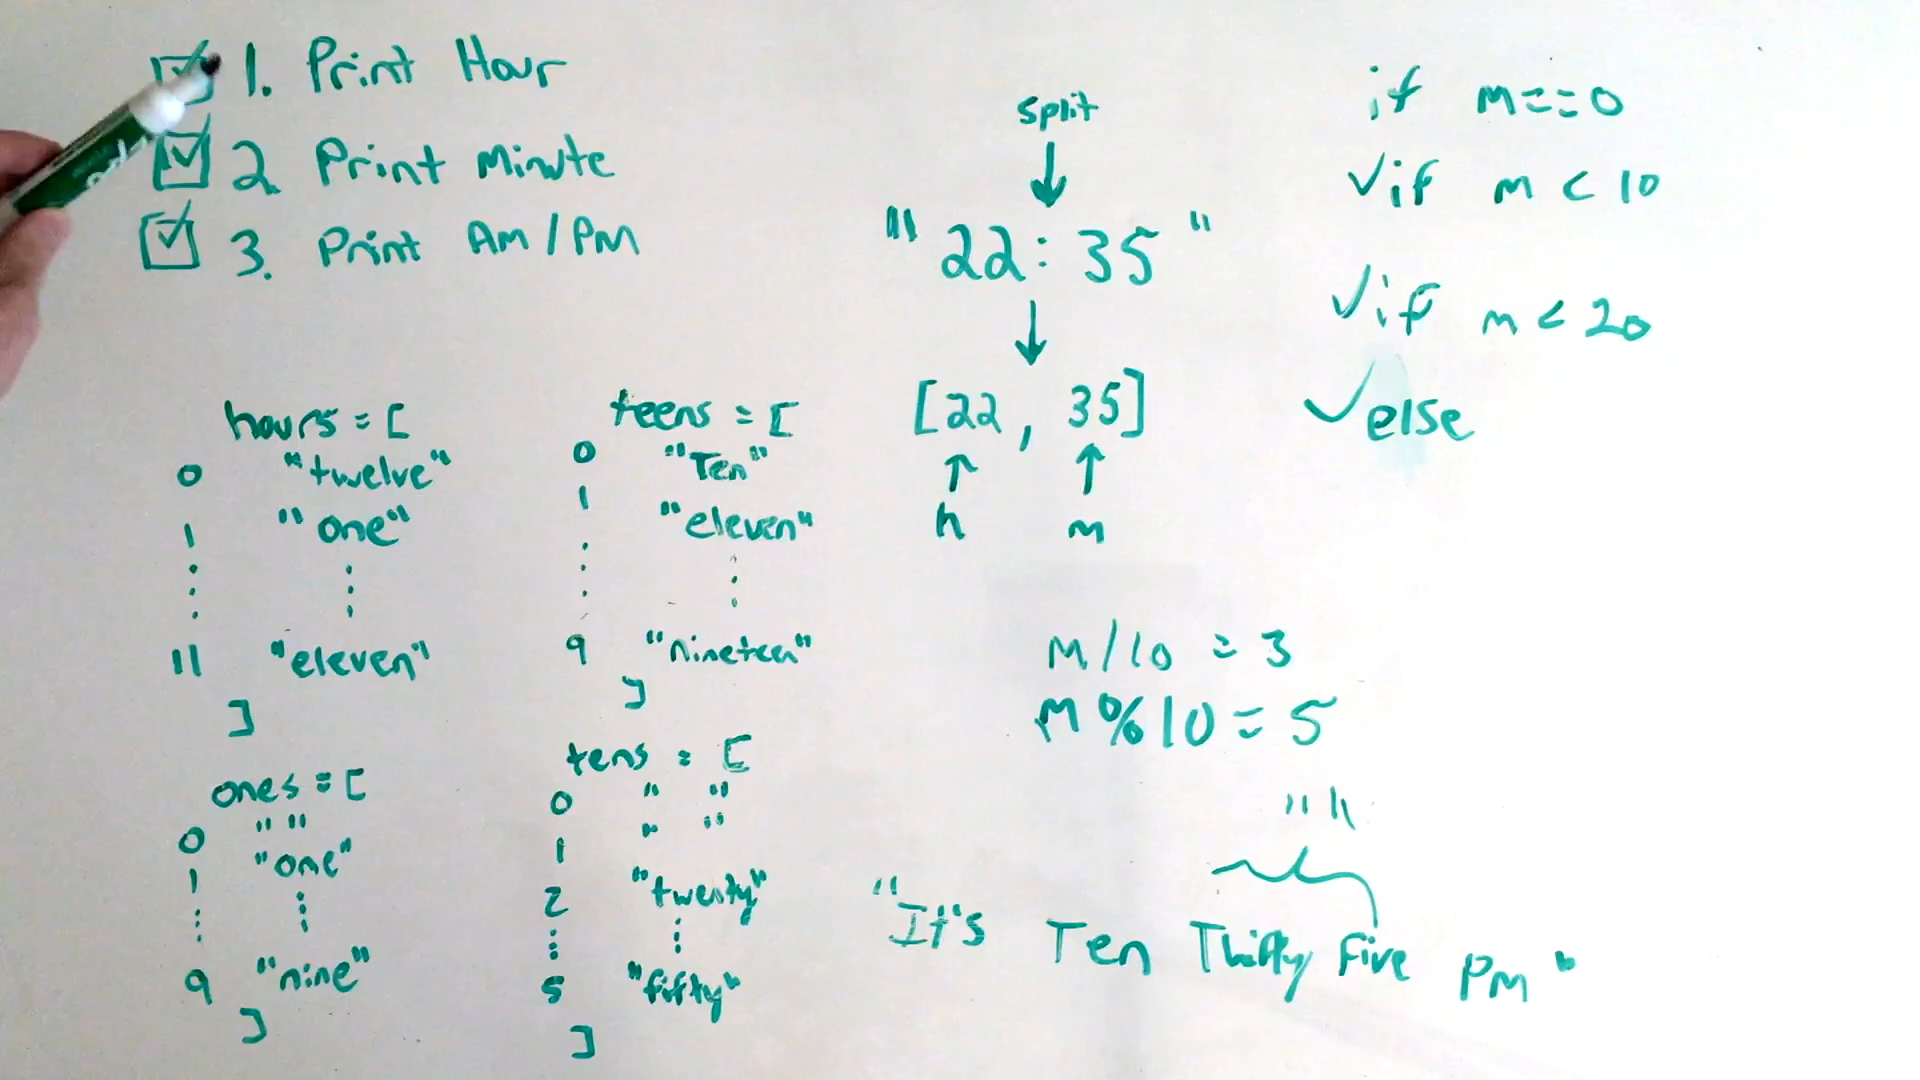 1. Print Hour
2. Print Minute
3. Print AM/PM
hours = [
0 "twelve"
1 "one"
11 "eleven"
]
teens = [
0 "Ten"
1 "eleven"
9 "nineteen"
]
ones = [
0 " "
1 "one"
9 "nine"
]
tens = [
0 " "
1 " "
2 "twenty"
5 "fifty"
]
split
"22:35"
[22, 35]
h m
if m==0
if m < 10
if m < 20
else
M/10 = 3
M%10 = 5
" "
"It's Ten Thirty Five PM"